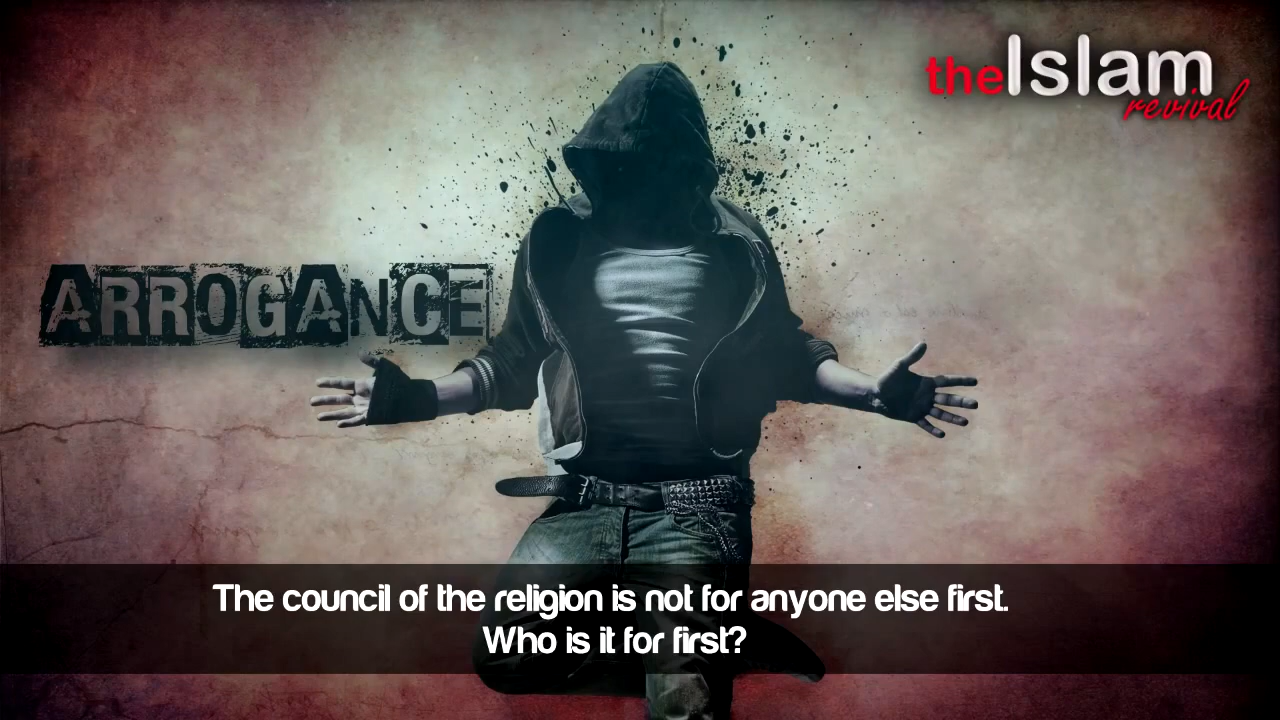 theIslam
revival
ARROGANCE
The council of the religion is not for anyone else first.
Who is it for first?